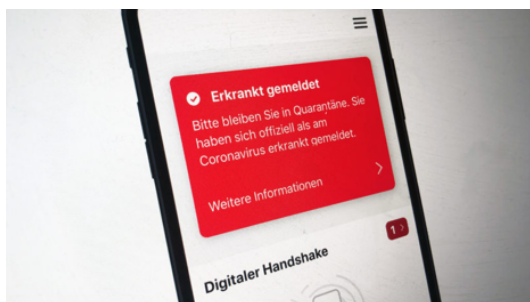 Erkrankt gemeldet
Bitte bleiben Sie in Quarantäne. Sie
haben sich offiziell als am
Coronavirus erkrankt gemeldet.
Weitere Informationen
Digitaler Handshake
1